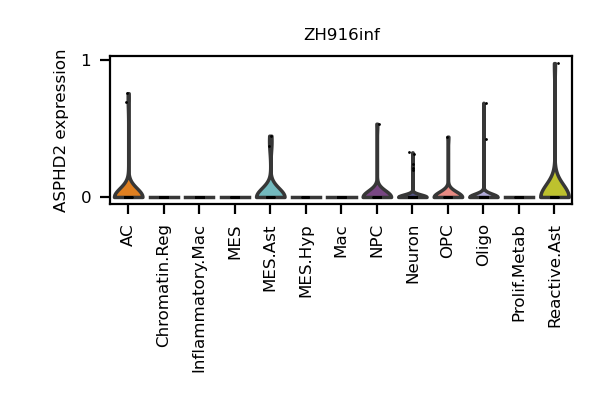 ZH916inf
ASPHD2 expression
1
0
AC
Chromatin.Reg
Inflammatory.Mac
MES
MES.Ast
MES.Hyp
Mac
NPC
Neuron
OPC
Oligo
Prolif.Metab
Reactive.Ast